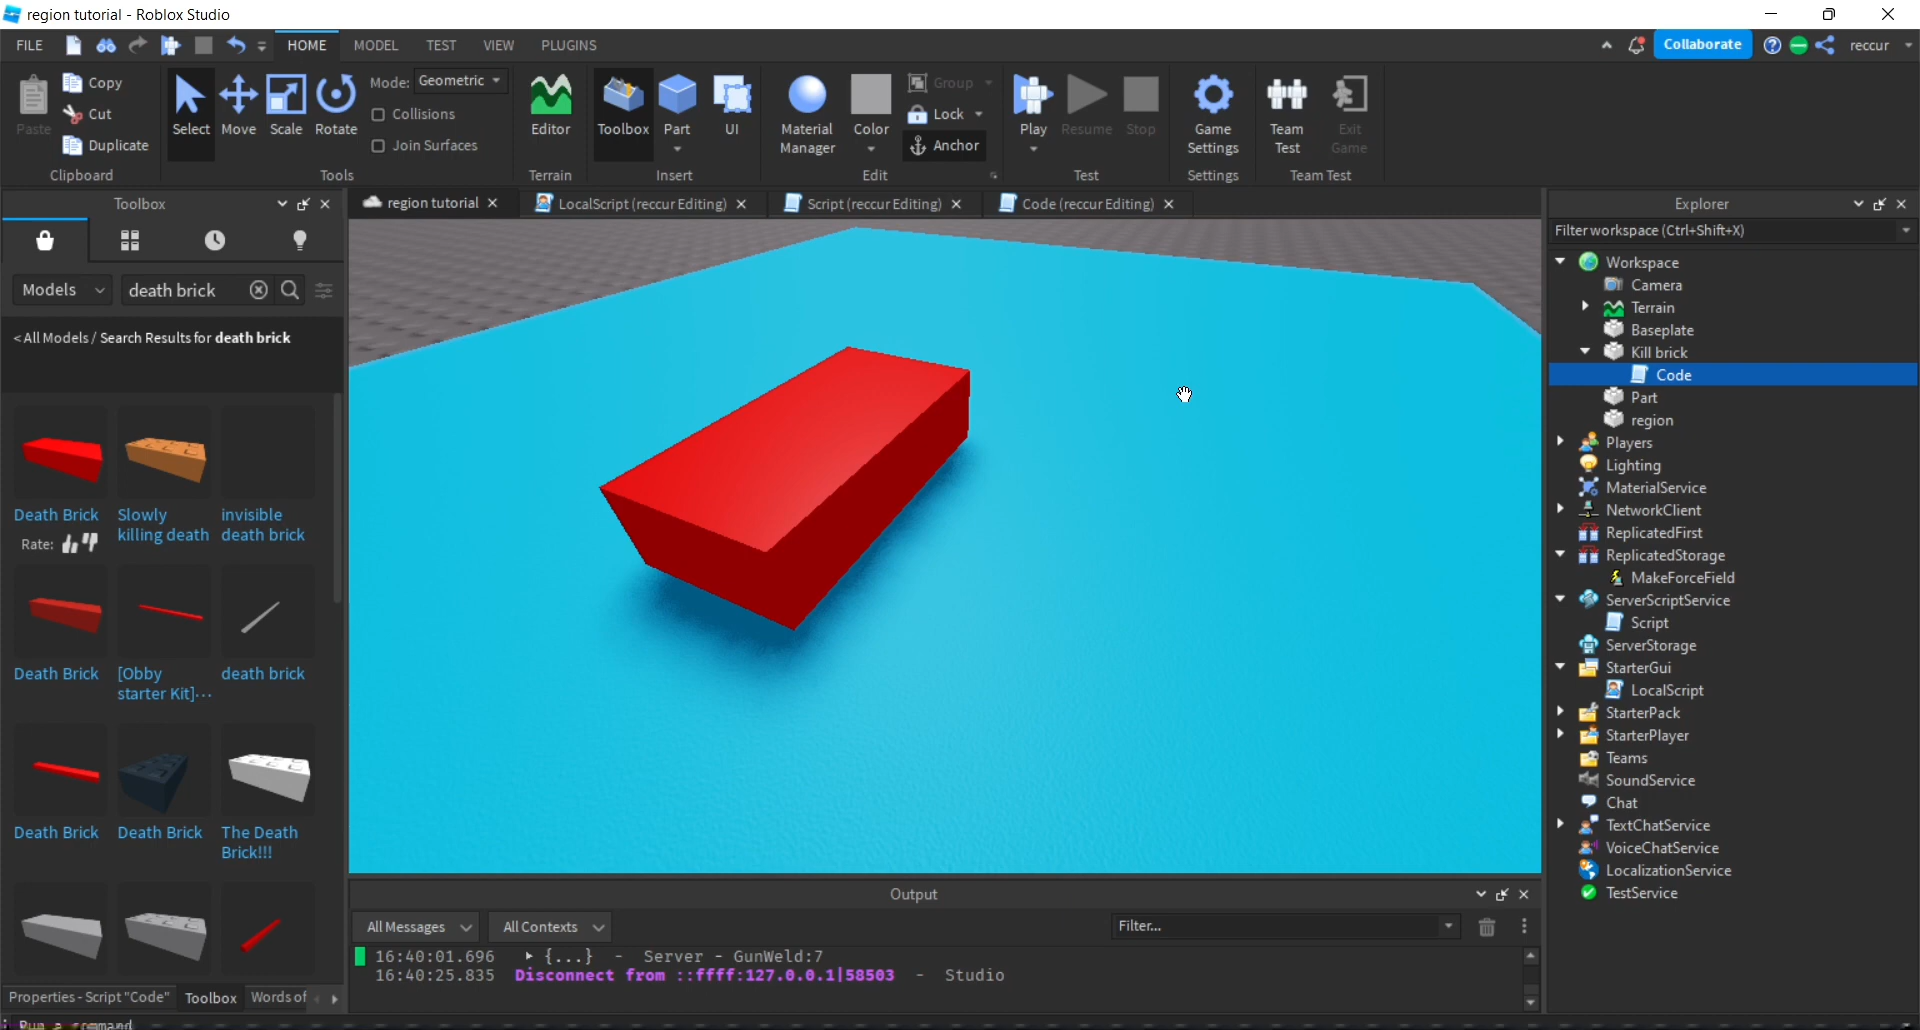 region tutorial - Roblox Studio
FILE HOME MODEL TEST VIEW PLUGINS Collaborate reccur
Paste Copy Cut Duplicate
Clipboard
Select Move Scale Rotate
Mode: Geometric
Collisions
Join Surfaces
Tools
Editor
Terrain
Toolbox Part UI
Insert
Material Manager Color Group Lock Anchor
Edit
Play Resume Stop
Test
Game Settings
Settings
Team Test Exit Game
Team Test
Toolbox
Models death brick
< All Models / Search Results for death brick
Death Brick
Rate:
Slowly killing death
invisible death brick
Death Brick
[Obby starter Kit]...
death brick
Death Brick
Death Brick
The Death Brick!!!
Properties - Script "Code" Toolbox Words of
region tutorial LocalScript (reccur Editing) Script (reccur Editing) Code (reccur Editing)
Output
All Messages All Contexts Filter...
16:40:01.696 {...} - Server - GunWeld:7
16:40:25.835 Disconnect from ::ffff:127.0.0.1|58503 - Studio
Run a command
Explorer
Filter workspace (Ctrl+Shift+X)
Workspace
Camera
Terrain
Baseplate
Kill brick
Code
Part
region
Players
Lighting
MaterialService
NetworkClient
ReplicatedFirst
ReplicatedStorage
MakeForceField
ServerScriptService
Script
ServerStorage
StarterGui
LocalScript
StarterPack
StarterPlayer
Teams
SoundService
Chat
TextChatService
VoiceChatService
LocalizationService
TestService